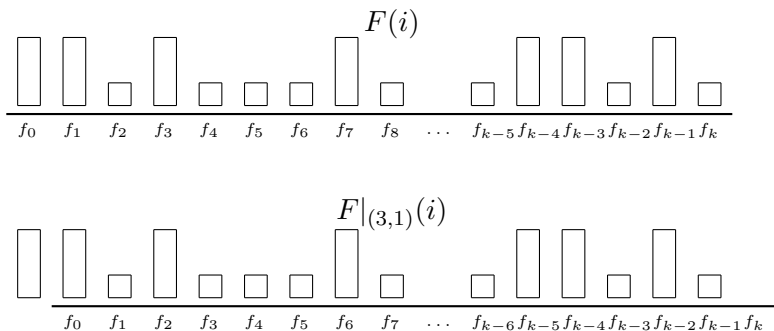 F(i)
f₀ f₁ f₂ f₃ f₄ f₅ f₆ f₇ f₈ … fₖ₋₅ fₖ₋₄ fₖ₋₃ fₖ₋₂ fₖ₋₁ fₖ
F|₍₃,₁₎(i)
f₀ f₁ f₂ f₃ f₄ f₅ f₆ f₇ … fₖ₋₆ fₖ₋₅ fₖ₋₄ fₖ₋₃ fₖ₋₂ fₖ₋₁ fₖ